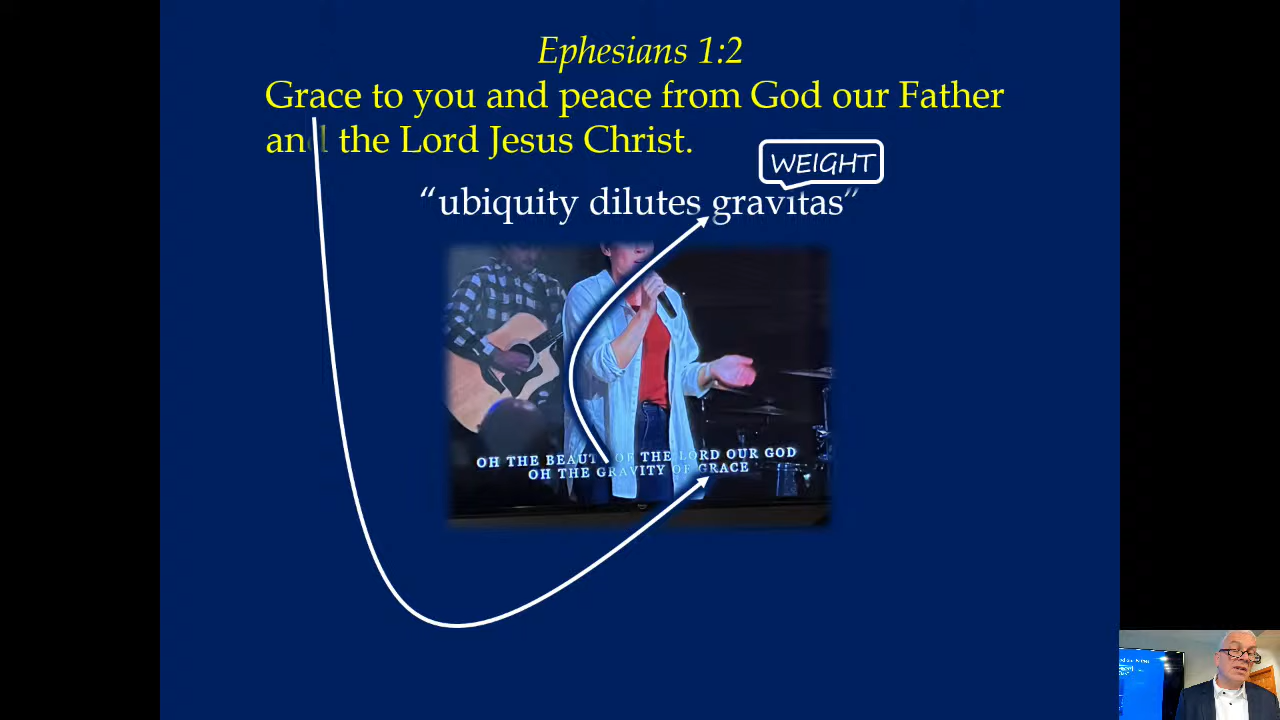 Ephesians 1:2
Grace to you and peace from God our Father
and the Lord Jesus Christ.
WEIGHT
“ubiquity dilutes gravitas”
OH THE BEAUTY OF THE LORD OUR GOD
OH THE GRAVITY OF GRACE